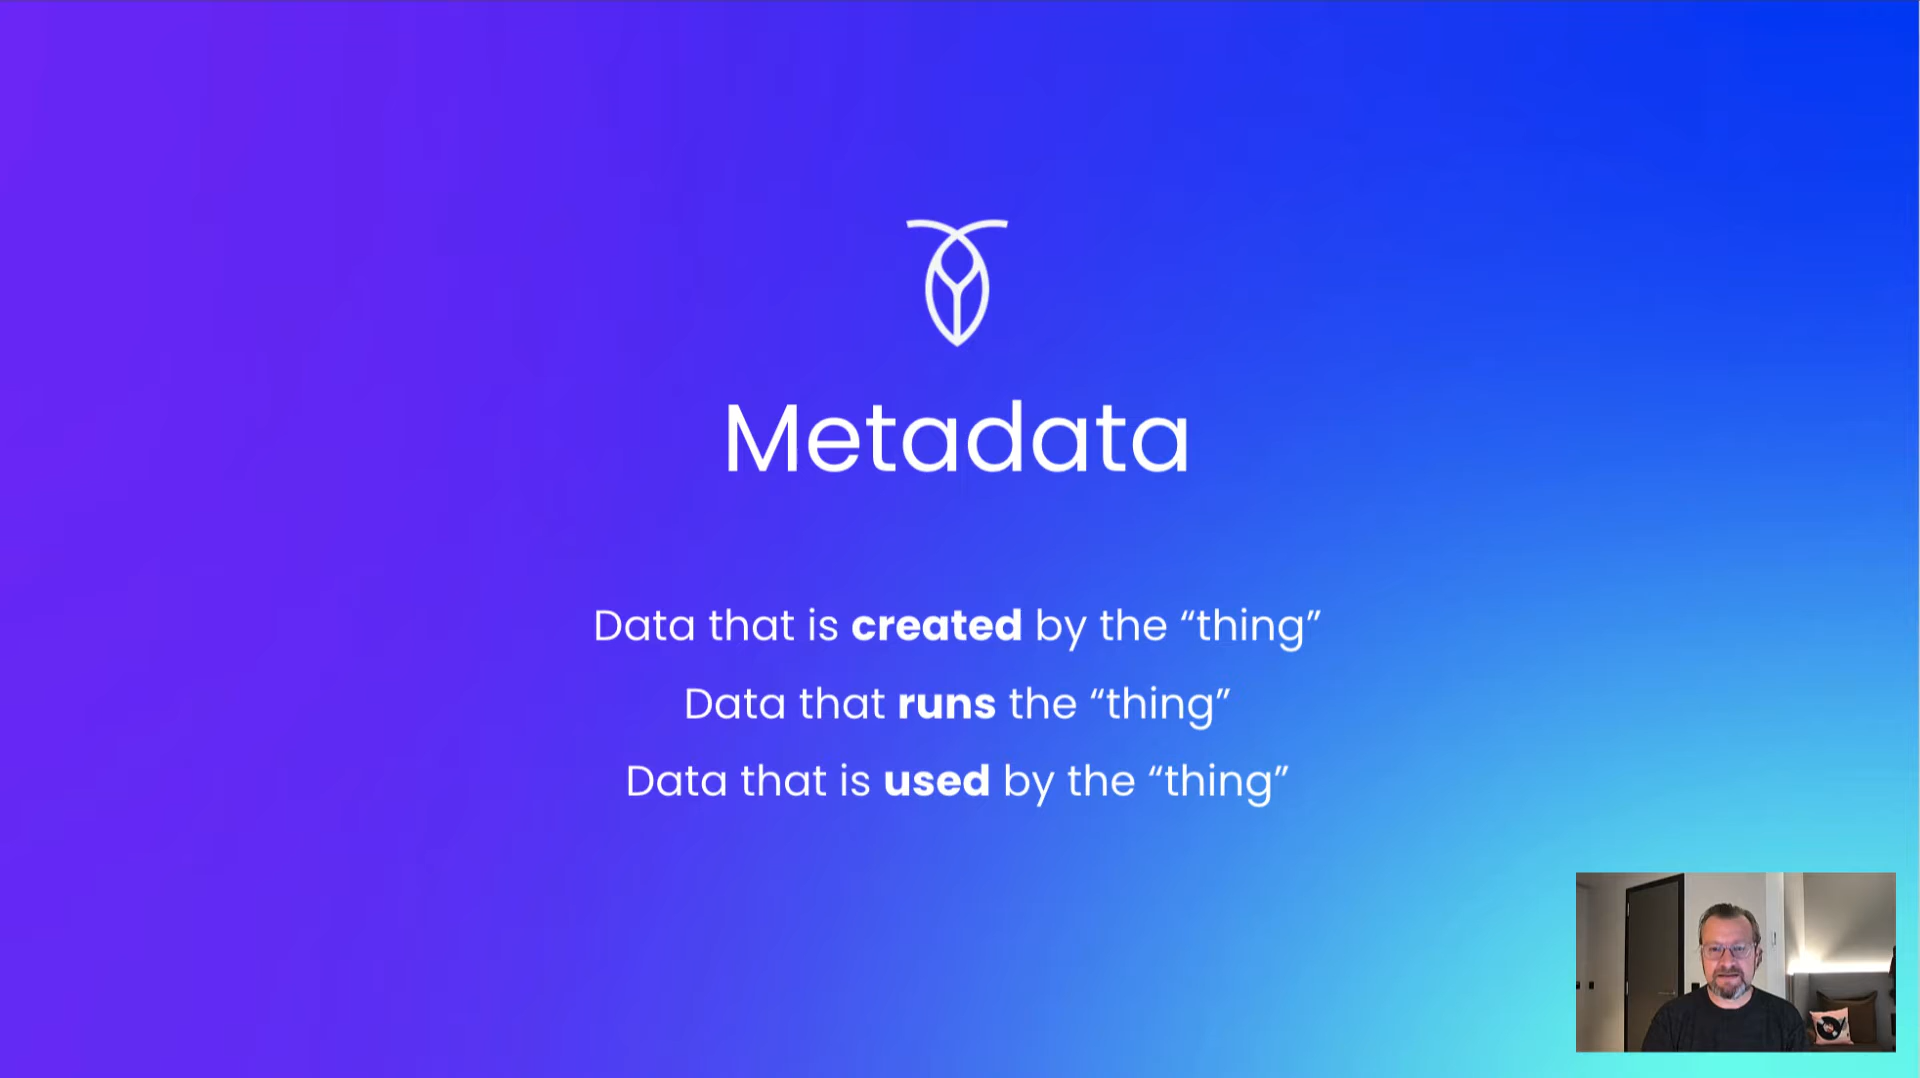 Metadata
Data that is created by the “thing”
Data that runs the “thing”
Data that is used by the “thing”